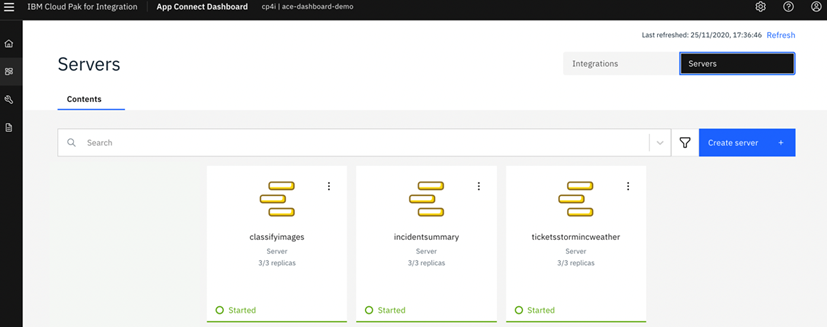 IBM Cloud Pak for Integration App Connect Dashboard cp4i | ace-dashboard-demo
Last refreshed: 25/11/2020, 17:36:46 Refresh
Servers
Integrations Servers
Contents
Search Create server +
classifyimages incidentsummary ticketsstormincweather
Server Server Server
3/3 replicas 3/3 replicas 3/3 replicas
Started Started Started